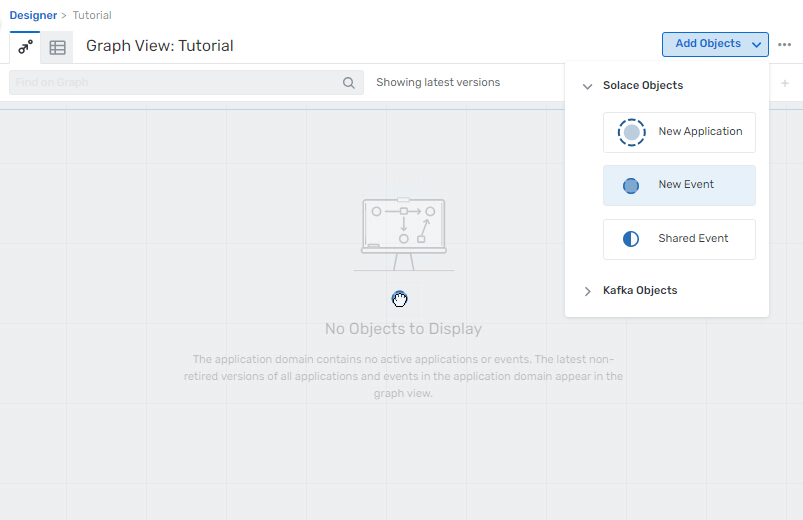 Designer > Tutorial
Graph View: Tutorial
Add Objects
Find on Graph
Showing latest versions
Solace Objects
New Application
New Event
Shared Event
Kafka Objects
No Objects to Display
The application domain contains no active applications or events. The latest non-
retired versions of all applications and events in the application domain appear in the
graph view.